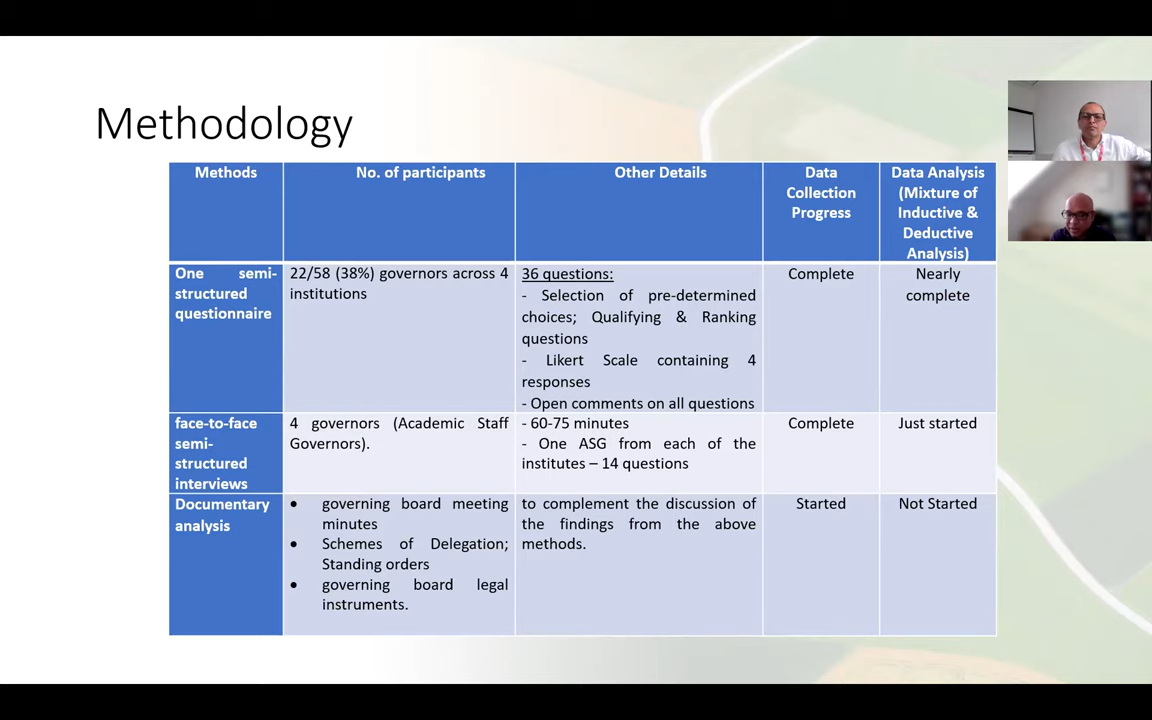 Methodology
Methods
No. of participants
Other Details
Data
Collection
Progress
Data Analysis
(Mixture of
Inductive &
Deductive
Analysis)
One semi-
structured
questionnaire
22/58 (38%) governors across 4
institutions
36 questions:
- Selection of pre-determined
choices; Qualifying & Ranking
questions
- Likert Scale containing 4
responses
- Open comments on all questions
Complete
Nearly
complete
face-to-face
semi-
structured
interviews
4 governors (Academic Staff
Governors).
- 60-75 minutes
- One ASG from each of the
institutes – 14 questions
Complete
Just started
Documentary
analysis
• governing board meeting
minutes
• Schemes of Delegation;
Standing orders
• governing board legal
instruments.
to complement the discussion of
the findings from the above
methods.
Started
Not Started